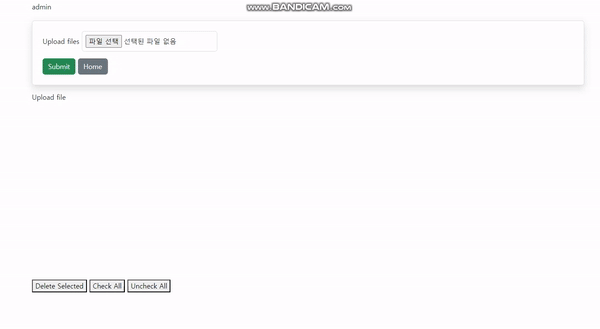 admin
www.BANDICAM.com
Upload files 파일 선택 선택된 파일 없음
Submit Home
Upload file
Delete Selected Check All Uncheck All